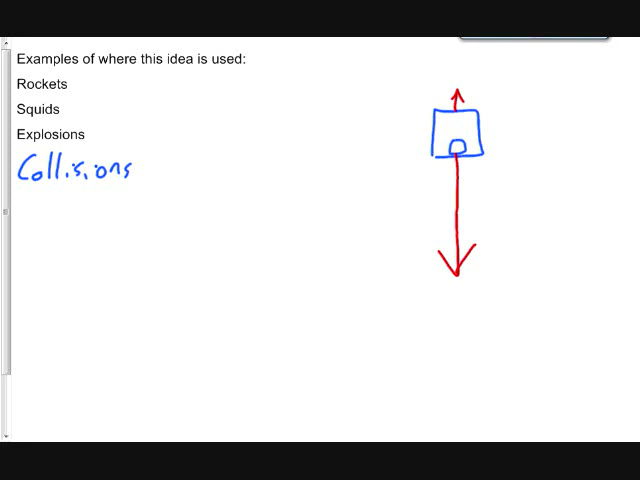 Examples of where this idea is used:
Rockets
Squids
Explosions
Collisions